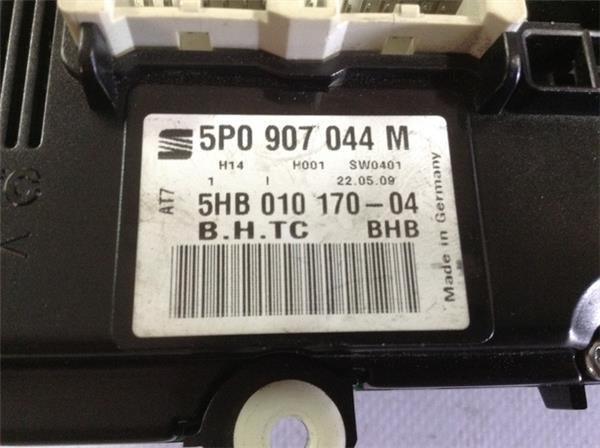 5P0 907 044 M
H14 H001 SW0401
1 I 22.05.09
AT7
5HB 010 170-04
B.H.TC BHB
Made in Germany